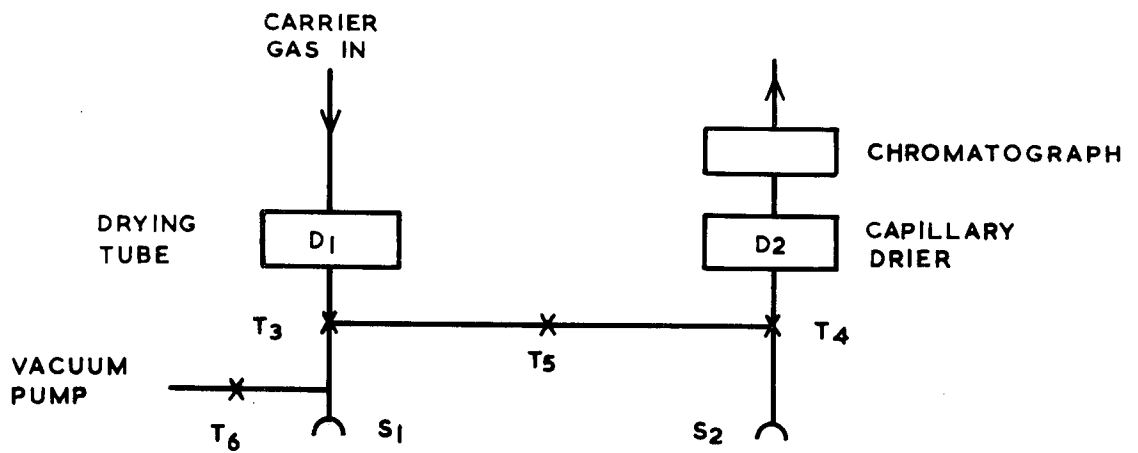 CARRIER
GAS IN
DRYING
TUBE
D1
CHROMATOGRAPH
D2
CAPILLARY
DRIER
T3
T5
T4
VACUUM
PUMP
T6
S1
S2